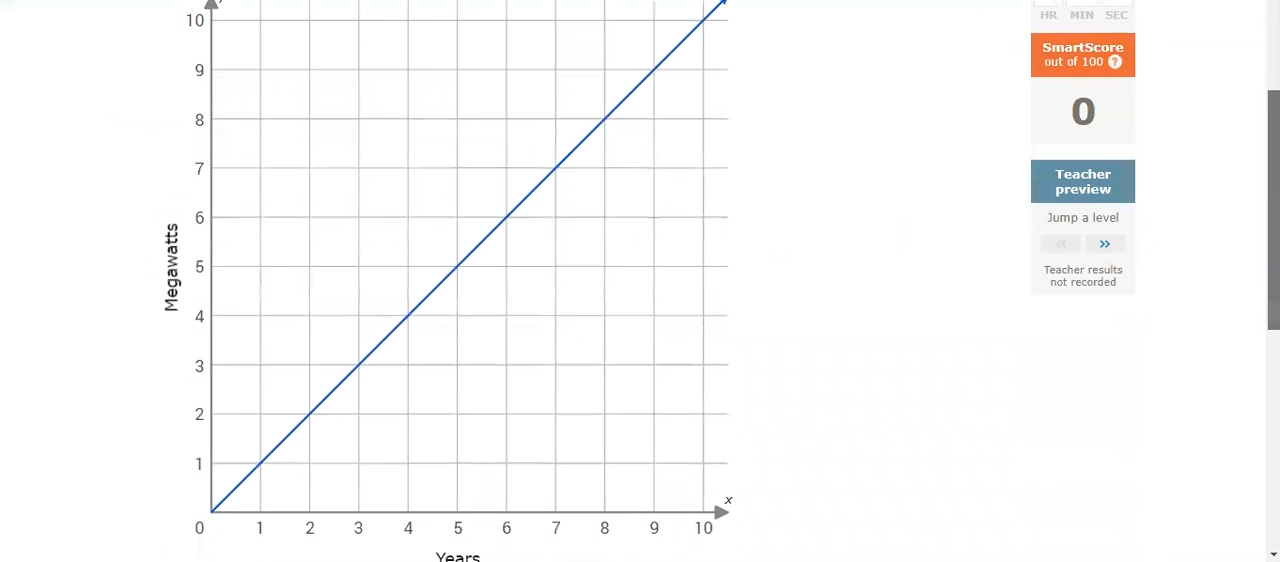 HR MIN SEC
SmartScore
out of 100 ?
0
Teacher
preview
Jump a level
<< >>
Teacher results
not recorded
10
9
8
7
6
5
4
3
2
1
Megawatts
x
0 1 2 3 4 5 6 7 8 9 10
Years